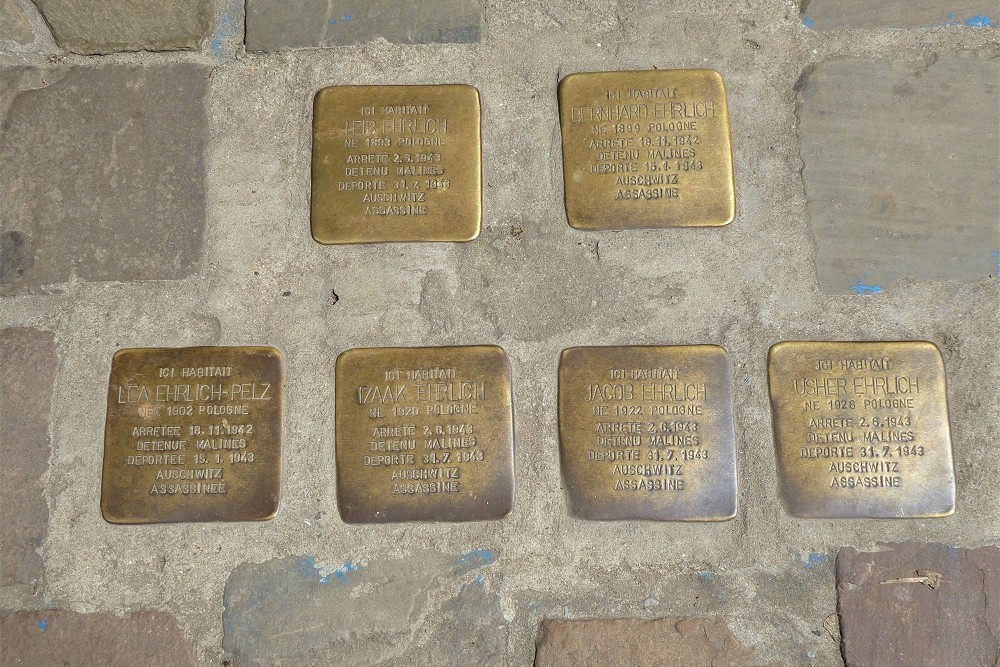 ICI HABITAIT
LEIB EHRLICH
NE 1893 POLOGNE
ARRETE 2.6.1943
DETENU MALINES
DEPORTE 31.7.1943
AUSCHWITZ
ASSASSINE
ICI HABITAIT
BERNHARD EHRLICH
NE 1899 POLOGNE
ARRETE 18.11.1942
DETENU MALINES
DEPORTE 15.1.1943
AUSCHWITZ
ASSASSINE
ICI HABITAIT
LEA EHRLICH-PELZ
NEE 1902 POLOGNE
ARRETEE 18.11.1942
DETENUE MALINES
DEPORTEE 15.1.1943
AUSCHWITZ
ASSASSINEE
ICI HABITAIT
IZAAK EHRLICH
NE 1920 POLOGNE
ARRETE 2.6.1943
DETENU MALINES
DEPORTE 31.7.1943
AUSCHWITZ
ASSASSINE
ICI HABITAIT
JACOB EHRLICH
NE 1922 POLOGNE
ARRETE 2.6.1943
DETENU MALINES
DEPORTE 31.7.1943
AUSCHWITZ
ASSASSINE
ICI HABITAIT
USHER EHRLICH
NE 1926 POLOGNE
ARRETE 2.6.1943
DETENU MALINES
DEPORTE 31.7.1943
AUSCHWITZ
ASSASSINE